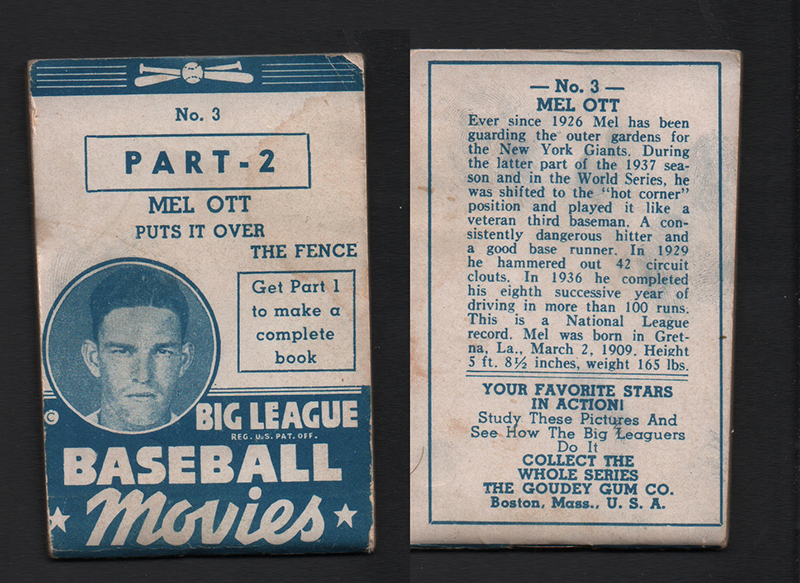 No. 3
PART-2
MEL OTT
PUTS IT OVER
THE FENCE
Get Part 1
to make a
complete
book
©
BIG LEAGUE
REG. U.S. PAT. OFF.
BASEBALL
Movies
— No. 3 —
MEL OTT
Ever since 1926 Mel has been
guarding the outer gardens for
the New York Giants. During
the latter part of the 1937 sea-
son and in the World Series, he
was shifted to the "hot corner"
position and played it like a
veteran third baseman. A con-
sistently dangerous hitter and
a good base runner. In 1929
he hammered out 42 circuit
clouts. In 1936 he completed
his eighth successive year of
driving in more than 100 runs.
This is a National League
record. Mel was born in Gret-
na, La., March 2, 1909. Height
5 ft. 8½ inches, weight 165 lbs.
YOUR FAVORITE STARS
IN ACTION!
Study These Pictures And
See How The Big Leaguers
Do It
COLLECT THE
WHOLE SERIES
THE GOUDEY GUM CO.
Boston, Mass., U. S. A.